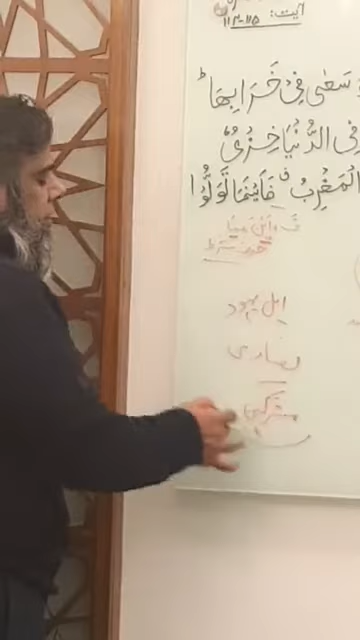 آیت: ۱۱۵-۱۱۴
سَعٰى فِيْ خَرَابِهَا ؕ
فِي الدُّنْيَا خِزْيٌ
الْمَغْرِبُ ۗ فَاَيْنَمَا تُوَلُّوْا
اہل یہود
نصاری
مشرکین